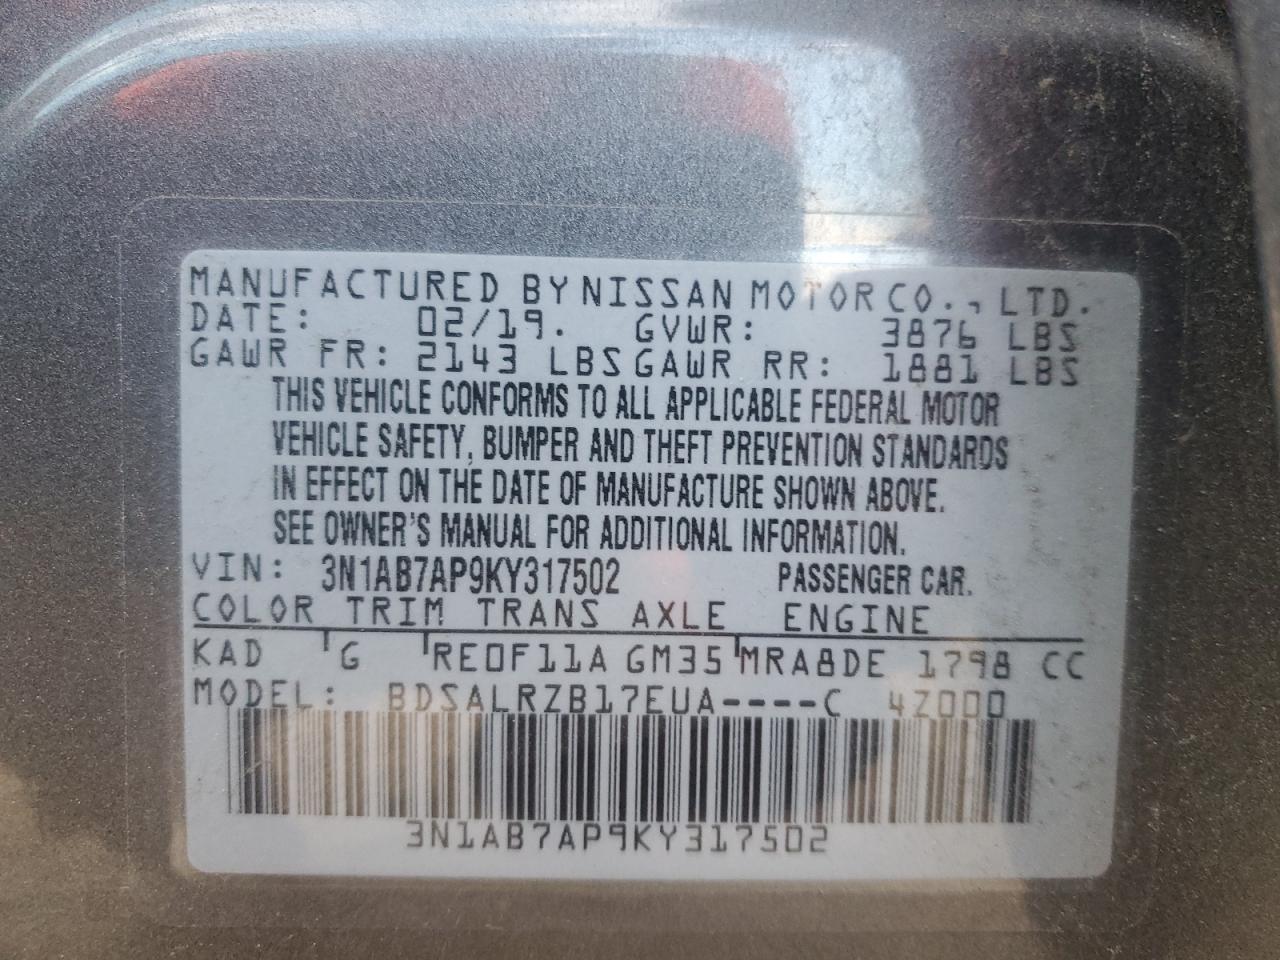 MANUFACTURED BY NISSAN MOTOR CO., LTD.
DATE: 02/19. GVWR: 3876 LBS
GAWR FR: 2143 LBS GAWR RR: 1881 LBS
THIS VEHICLE CONFORMS TO ALL APPLICABLE FEDERAL MOTOR
VEHICLE SAFETY, BUMPER AND THEFT PREVENTION STANDARDS
IN EFFECT ON THE DATE OF MANUFACTURE SHOWN ABOVE.
SEE OWNER'S MANUAL FOR ADDITIONAL INFORMATION.
VIN: 3N1AB7AP9KY317502 PASSENGER CAR.
COLOR TRIM TRANS AXLE ENGINE
KAD G RE0F11A GM35 MRA8DE 1798 CC
MODEL: BDSALRZB17EUA----C 4Z000
3N1AB7AP9KY317502